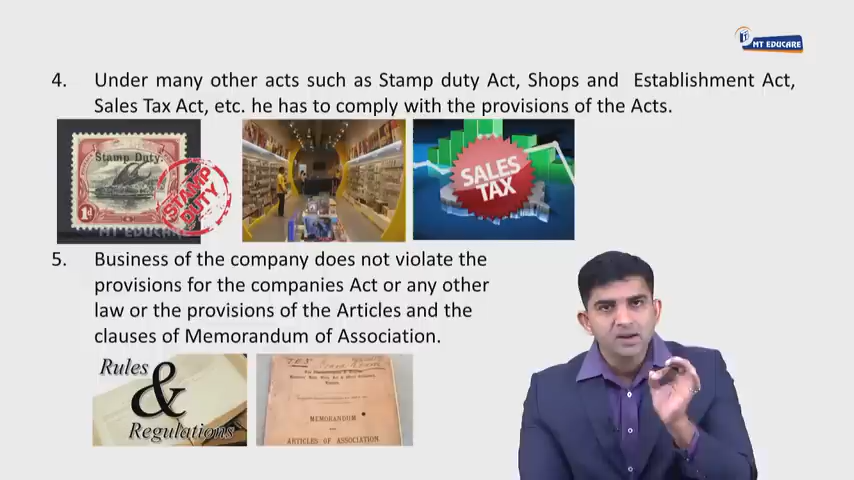 MT EDUCARE
4. Under many other acts such as Stamp duty Act, Shops and Establishment Act,
Sales Tax Act, etc. he has to comply with the provisions of the Acts.
Stamp Duty.
1d
STAMP
DUTY
MT EDUCARE
SALES
TAX
5. Business of the company does not violate the
provisions for the companies Act or any other
law or the provisions of the Articles and the
clauses of Memorandum of Association.
Rules
&
Regulations
MEMORANDUM
ARTICLES OF ASSOCIATION